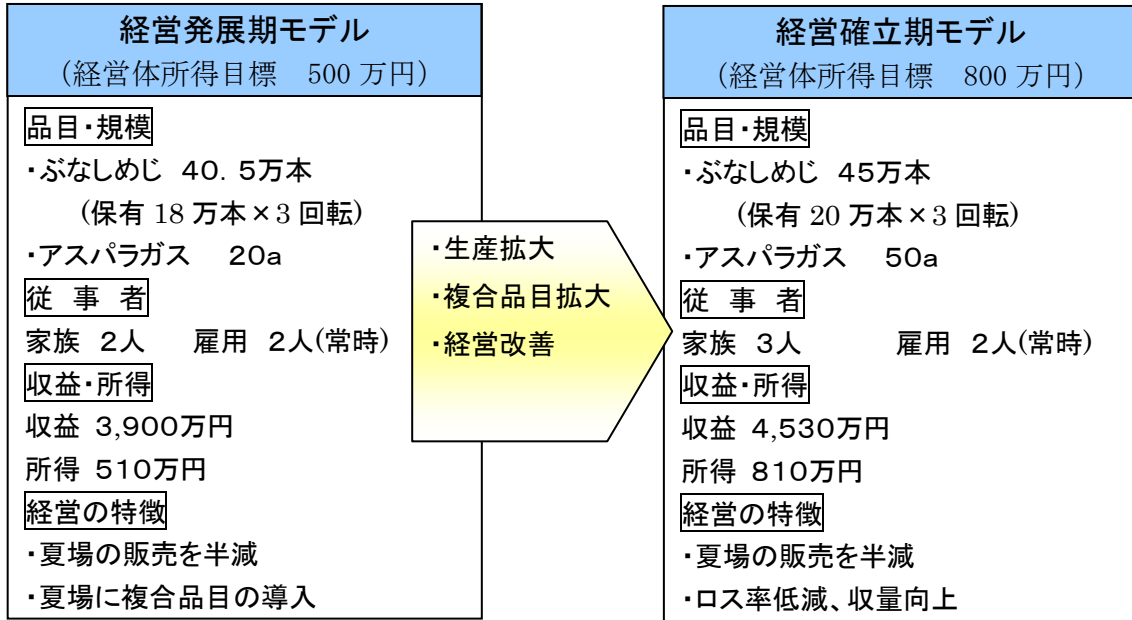 経営発展期モデル
（経営体所得目標　500 万円）
品目・規模
・ぶなしめじ　４０．５万本
（保有 18 万本×3 回転）
・アスパラガス　２０ａ
従　事　者
家族　２人　　雇用　２人(常時)
収益・所得
収益　３,９００万円
所得　５１０万円
経営の特徴
・夏場の販売を半減
・夏場に複合品目の導入
・生産拡大
・複合品目拡大
・経営改善
経営確立期モデル
（経営体所得目標　800 万円）
品目・規模
・ぶなしめじ　４５万本
（保有 20 万本×3 回転）
・アスパラガス　５０ａ
従　事　者
家族　３人　　雇用　２人(常時)
収益・所得
収益　４,５３０万円
所得　８１０万円
経営の特徴
・夏場の販売を半減
・ロス率低減、収量向上